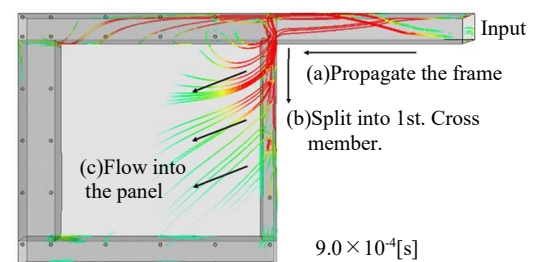 Input
(a)Propagate the frame
(b)Split into 1st. Cross
member.
(c)Flow into
the panel
9.0×10⁻⁴[s]